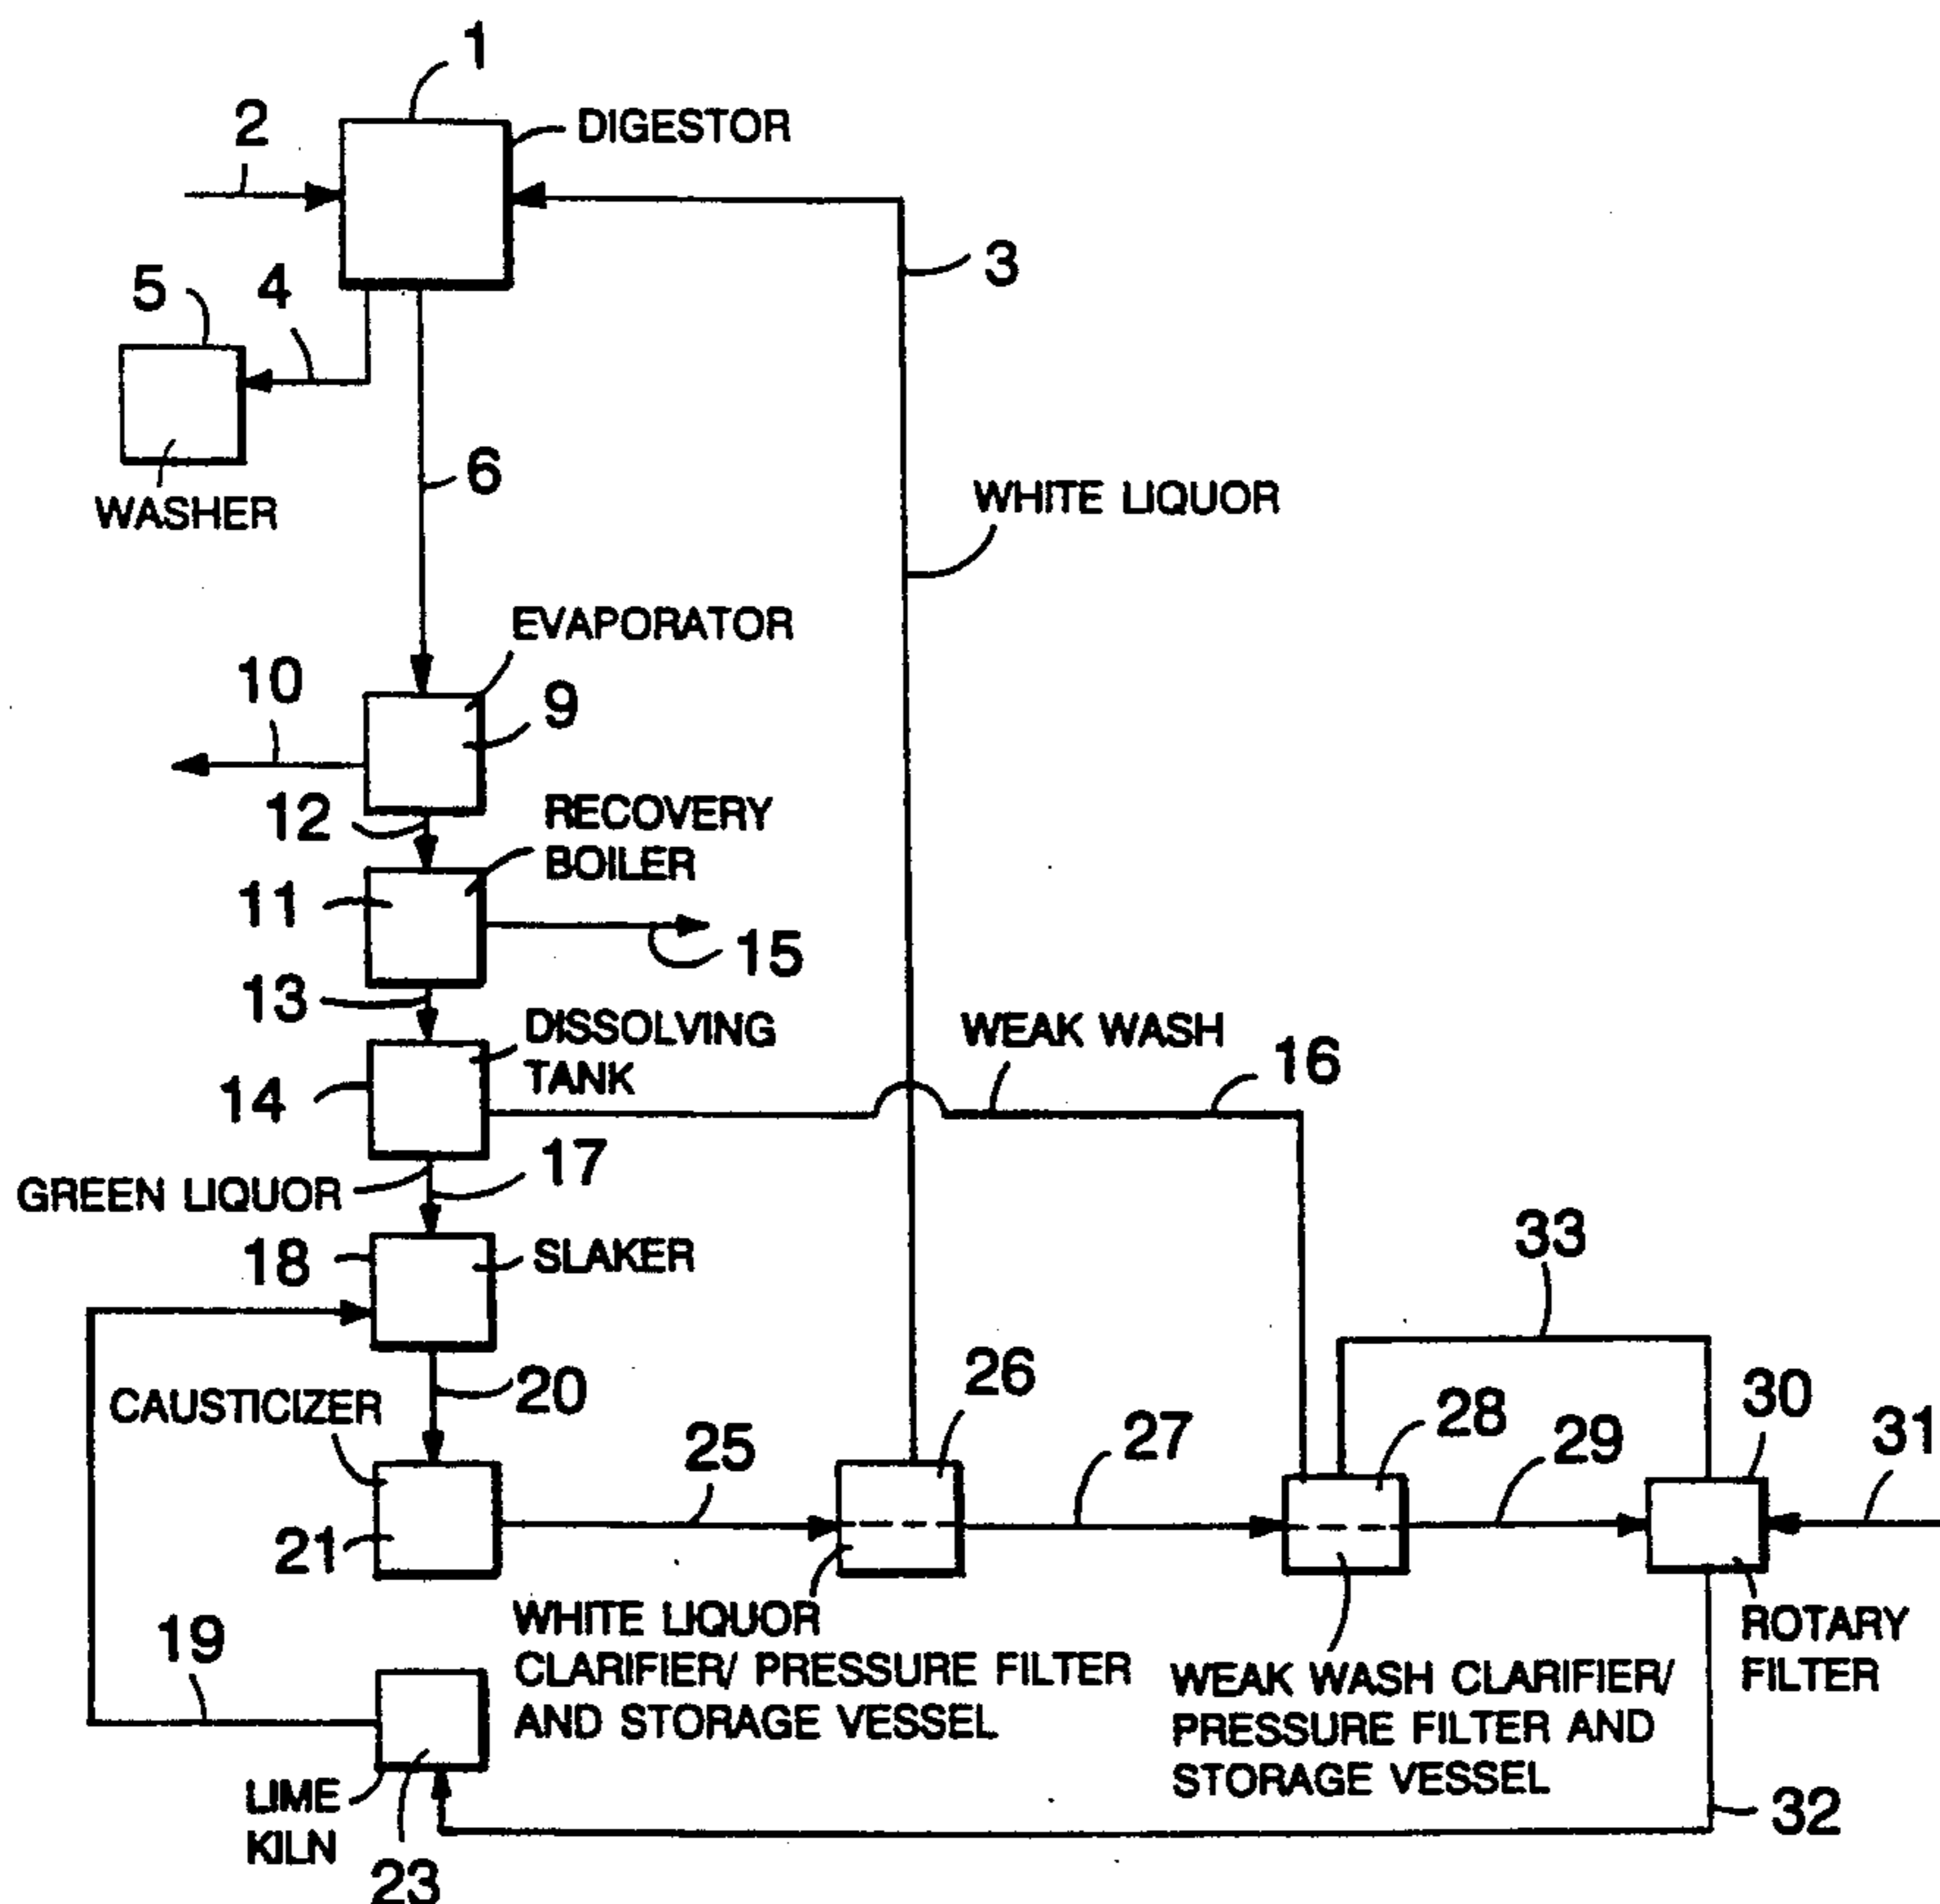 1
2
DIGESTOR
3
5
4
6
WASHER
WHITE LIQUOR
EVAPORATOR
10
9
12
RECOVERY
BOILER
11
15
13
DISSOLVING
TANK
WEAK WASH
16
14
17
GREEN LIQUOR
18
SLAKER
33
20
26
CAUSTICIZER
25
27
28
29
30
31
21
WHITE LIQUOR
CLARIFIER/ PRESSURE FILTER
AND STORAGE VESSEL
WEAK WASH CLARIFIER/
PRESSURE FILTER AND
STORAGE VESSEL
ROTARY
FILTER
19
LIME
KILN
23
32